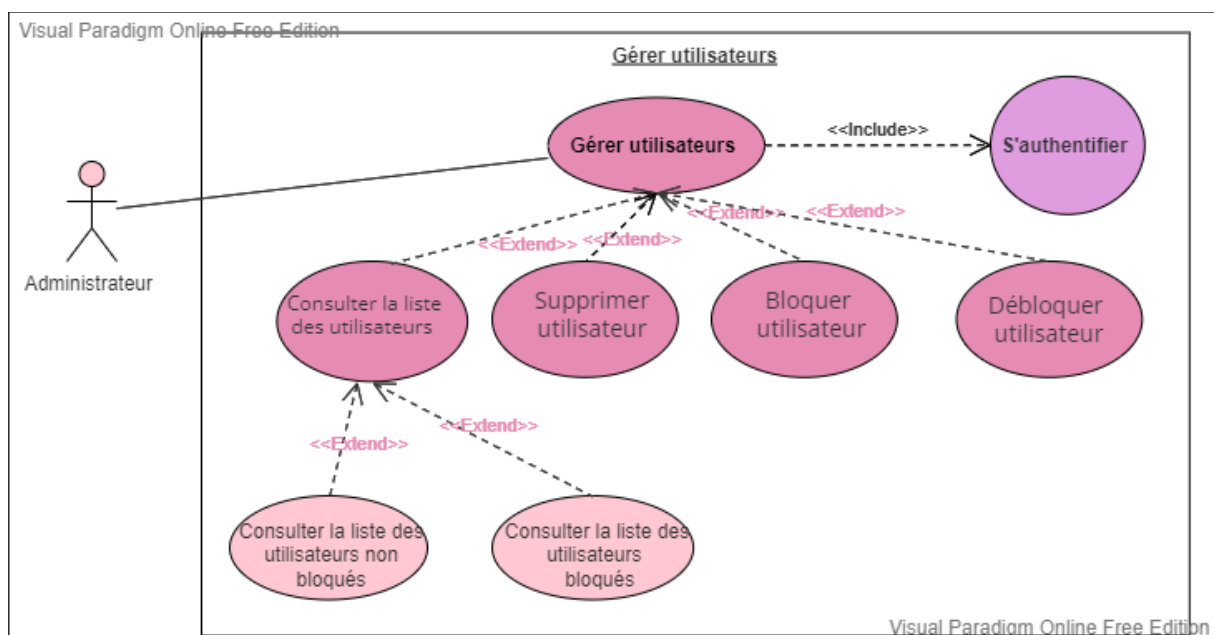 Visual Paradigm Online Free Edition
Gérer utilisateurs
Gérer utilisateurs
<<Include>>
S'authentifier
<<Extend>>
<<Extend>>
<<Extend>>
<<Extend>>
Administrateur
Consulter la liste
des utilisateurs
Supprimer
utilisateur
Bloquer
utilisateur
Débloquer
utilisateur
<<Extend>>
<<Extend>>
Consulter la liste des
utilisateurs non
bloqués
Consulter la liste des
utilisateurs
bloqués
Visual Paradigm Online Free Edition